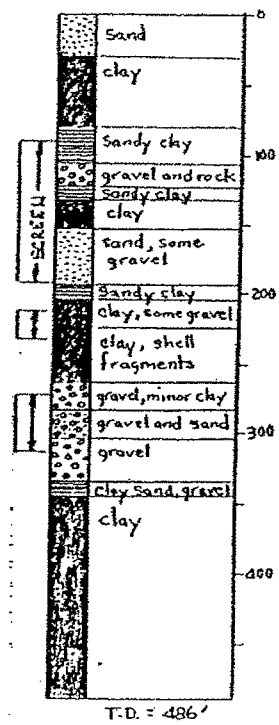 0
sand
clay
Sandy clay
100
gravel and rock
Sandy clay
clay
SCREEN
sand, some
gravel
Sandy clay
200
clay, some gravel
clay, shell
fragments
gravel, minor clay
gravel and sand
300
gravel
clay sand, gravel
clay
400
T.D. = 486'